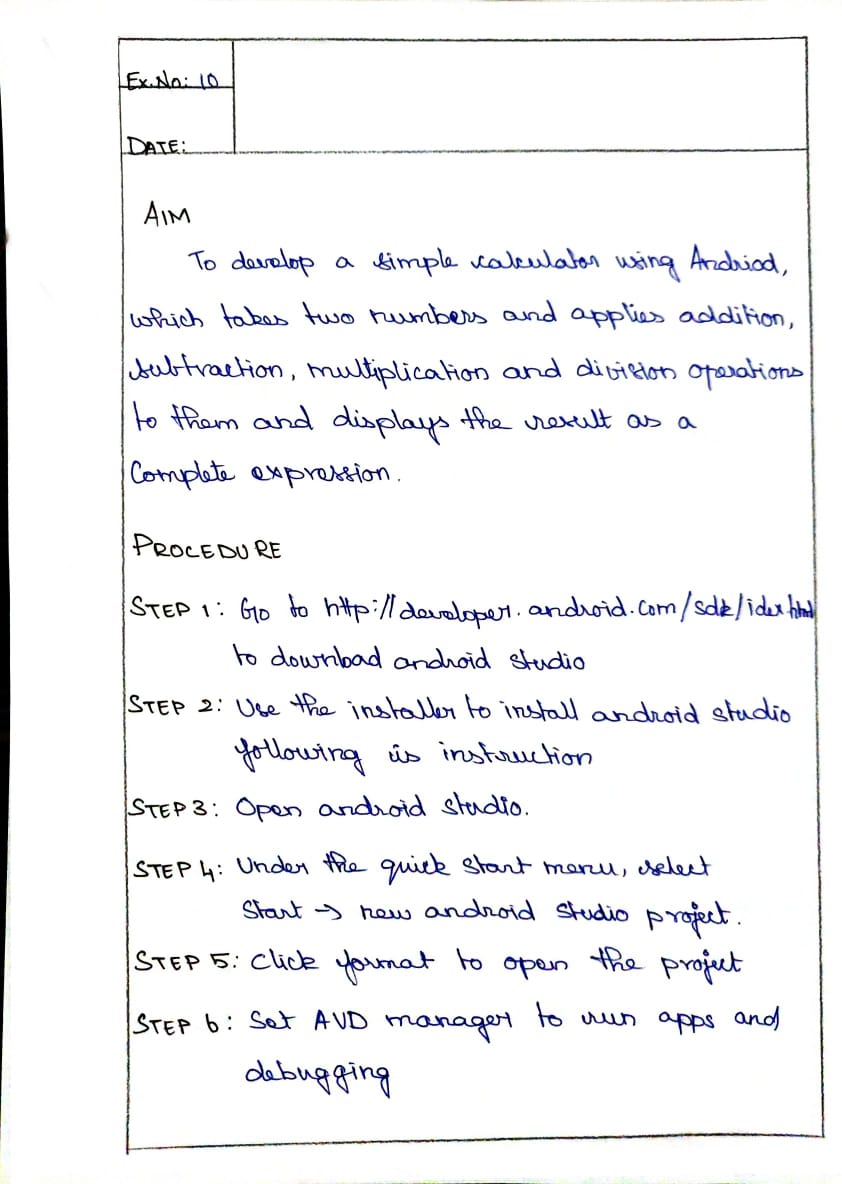 Ex.No: 10
DATE:
AIM
To develop a simple calculator using Andriod,
which takes two numbers and applies addition,
subtraction, multiplication and division operations
to them and displays the result as a
Complete expression.
PROCEDURE
STEP 1: Go to http://developer.android.com/sdk/idex.html
to download android studio
STEP 2: Use the installer to install android studio
following is instruction
STEP 3: Open android studio.
STEP 4: Under the quick start menu, select
Start → new android studio project.
STEP 5: Click format to open the project
STEP 6: Set AVD manager to run apps and
debugging